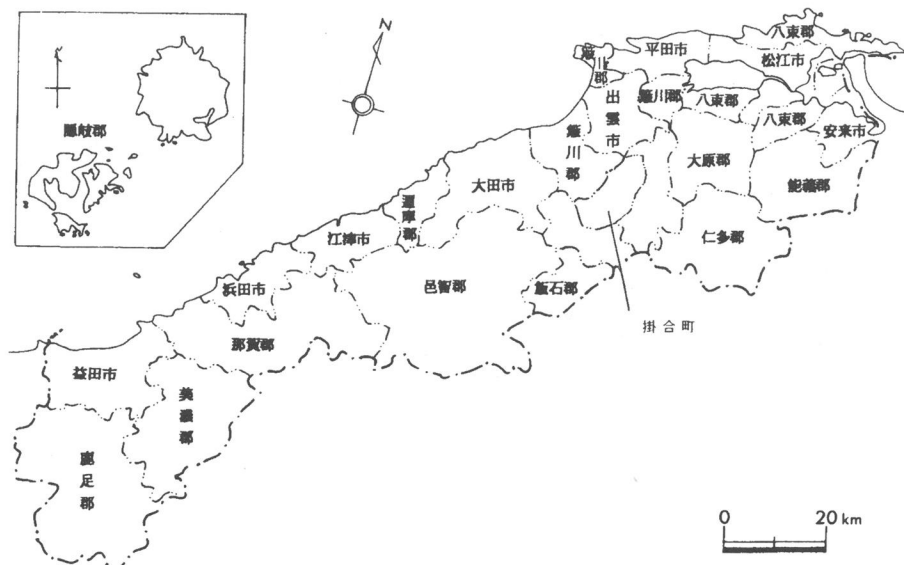 N
隠岐郡
八束郡
簸川郡
平田市
松江市
出雲市
簸川郡
八束郡
八束郡
安来市
簸川郡
大原郡
能義郡
大田市
邇摩郡
仁多郡
江津市
浜田市
邑智郡
飯石郡
掛合町
那賀郡
益田市
美濃郡
鹿足郡
0 20 km